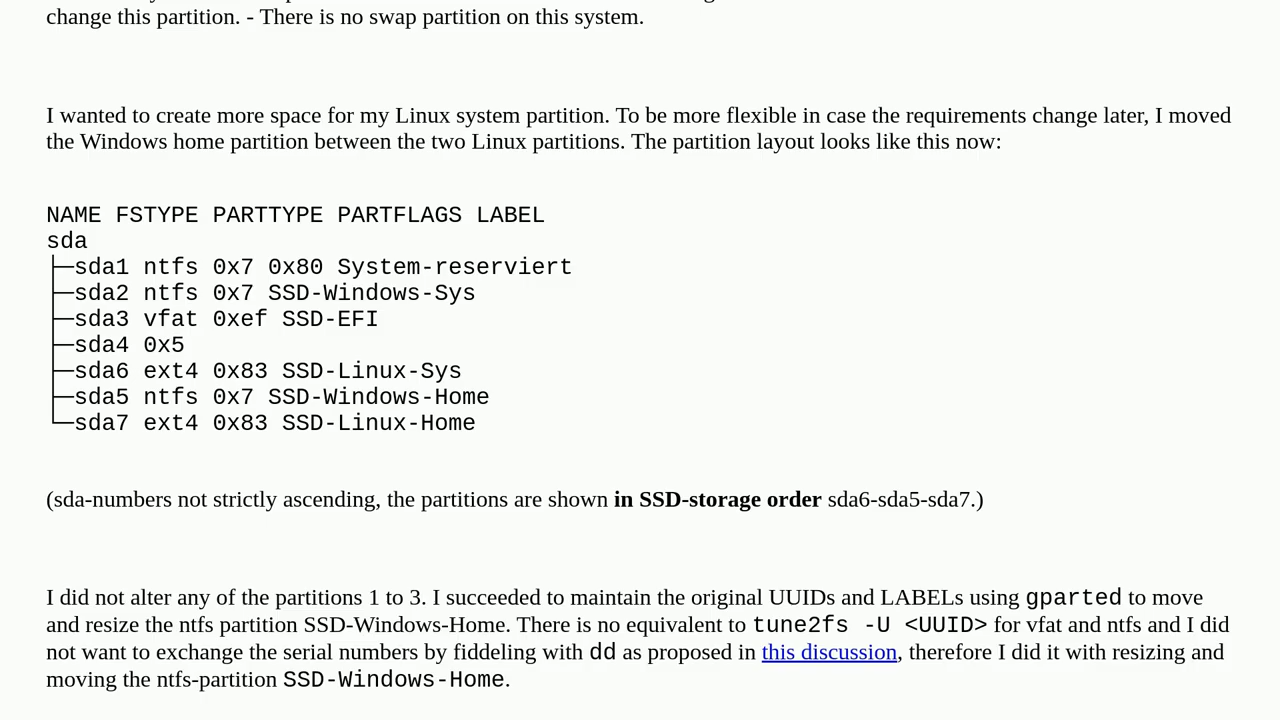 change this partition. - There is no swap partition on this system.
I wanted to create more space for my Linux system partition. To be more flexible in case the requirements change later, I moved
the Windows home partition between the two Linux partitions. The partition layout looks like this now:
NAME FSTYPE PARTTYPE PARTFLAGS LABEL
sda
├─sda1 ntfs 0x7 0x80 System-reserviert
├─sda2 ntfs 0x7 SSD-Windows-Sys
├─sda3 vfat 0xef SSD-EFI
├─sda4 0x5
├─sda6 ext4 0x83 SSD-Linux-Sys
├─sda5 ntfs 0x7 SSD-Windows-Home
└─sda7 ext4 0x83 SSD-Linux-Home
(sda-numbers not strictly ascending, the partitions are shown in SSD-storage order sda6-sda5-sda7.)
I did not alter any of the partitions 1 to 3. I succeeded to maintain the original UUIDs and LABELs using gparted to move
and resize the ntfs partition SSD-Windows-Home. There is no equivalent to tune2fs -U <UUID> for vfat and ntfs and I did
not want to exchange the serial numbers by fiddeling with dd as proposed in this discussion, therefore I did it with resizing and
moving the ntfs-partition SSD-Windows-Home.